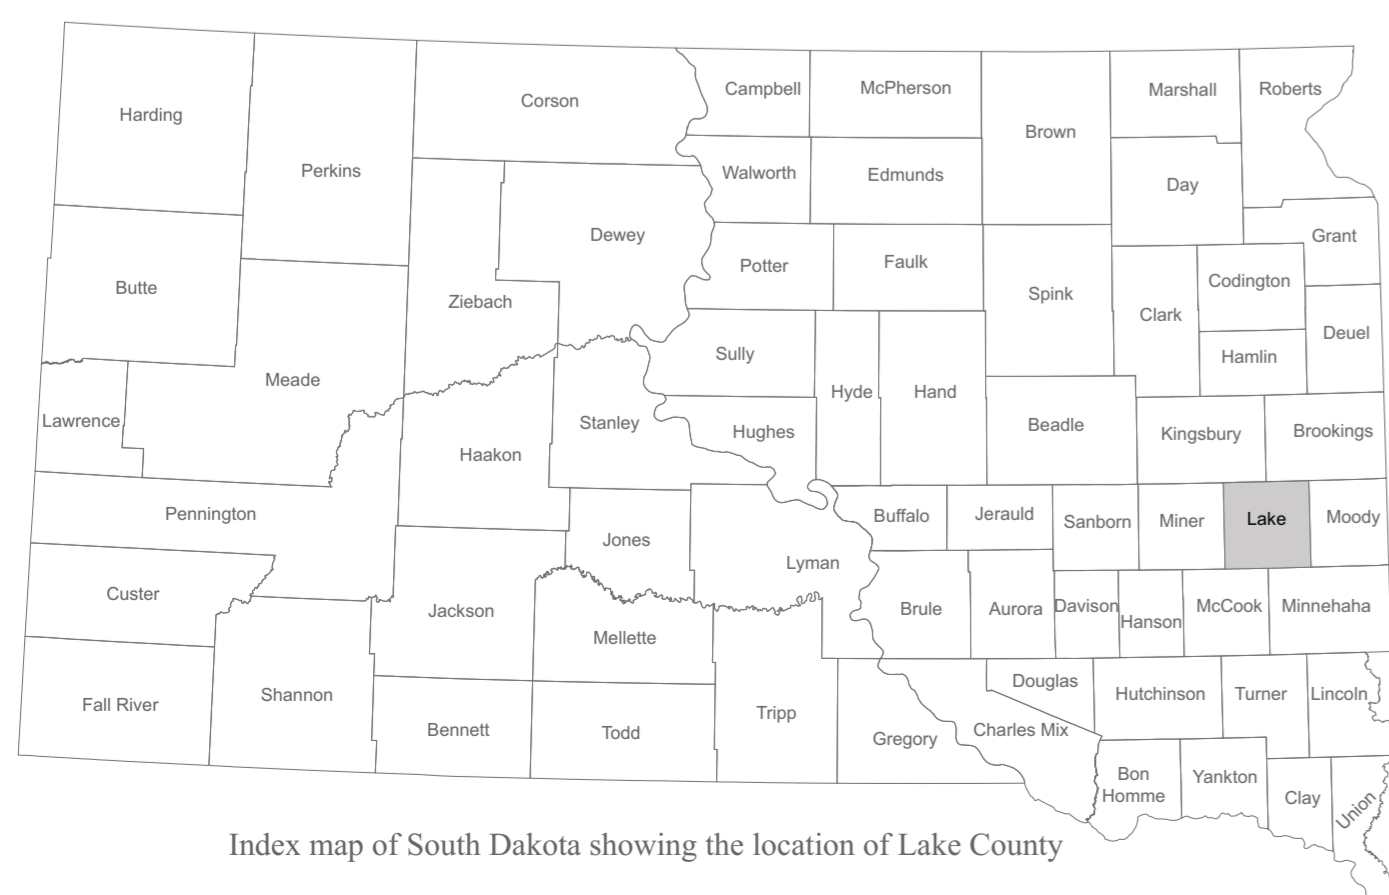 Harding
Perkins
Corson
Campbell
McPherson
Brown
Marshall
Roberts
Walworth
Edmunds
Day
Dewey
Grant
Butte
Ziebach
Potter
Faulk
Spink
Codington
Clark
Deuel
Meade
Sully
Hamlin
Lawrence
Stanley
Hyde
Hand
Hughes
Beadle
Kingsbury
Brookings
Haakon
Pennington
Jones
Lyman
Buffalo
Jerauld
Sanborn
Miner
Lake
Moody
Custer
Jackson
Mellette
Brule
Aurora
Davison
Hanson
McCook
Minnehaha
Fall River
Shannon
Bennett
Todd
Tripp
Gregory
Charles Mix
Douglas
Hutchinson
Turner
Lincoln
Bon
Homme
Yankton
Clay
Union
Index map of South Dakota showing the location of Lake County